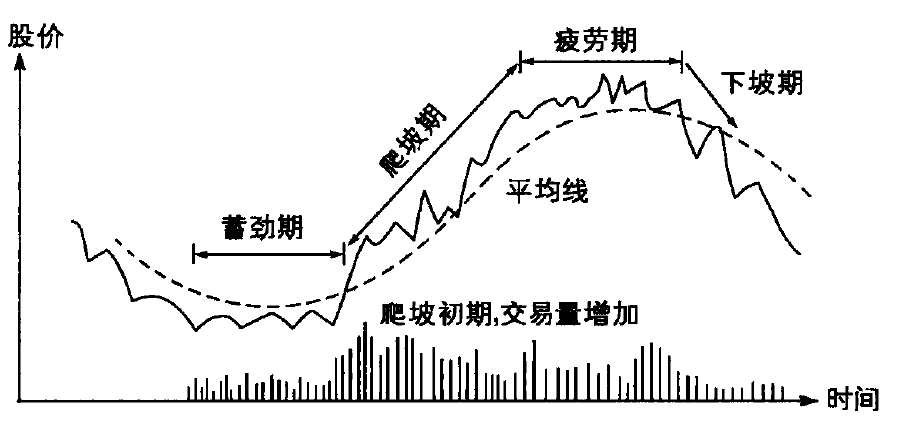 股价
疲劳期
下坡期
爬坡期
平均线
蓄劲期
爬坡初期,交易量增加
时间